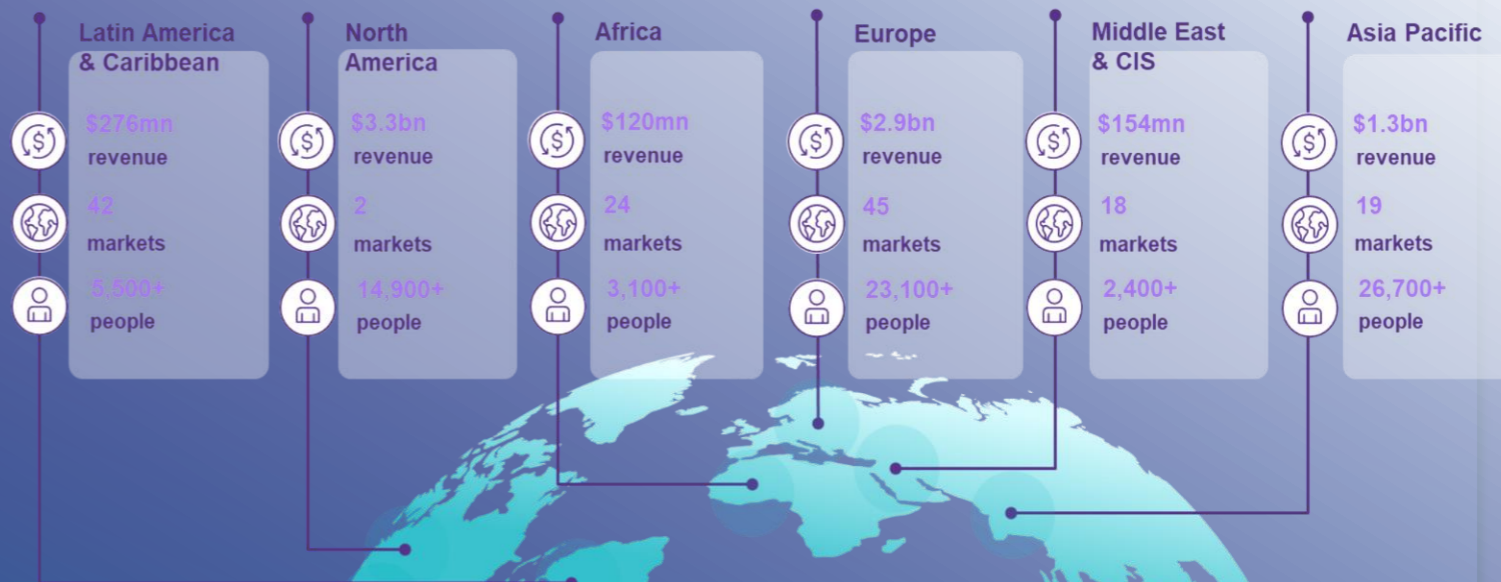 Latin America
& Caribbean
$276mn
revenue
42
markets
5,500+
people
North
America
$3.3bn
revenue
2
markets
14,900+
people
Africa
$120mn
revenue
24
markets
3,100+
people
Europe
$2.9bn
revenue
45
markets
23,100+
people
Middle East
& CIS
$154mn
revenue
18
markets
2,400+
people
Asia Pacific
$1.3bn
revenue
19
markets
26,700+
people